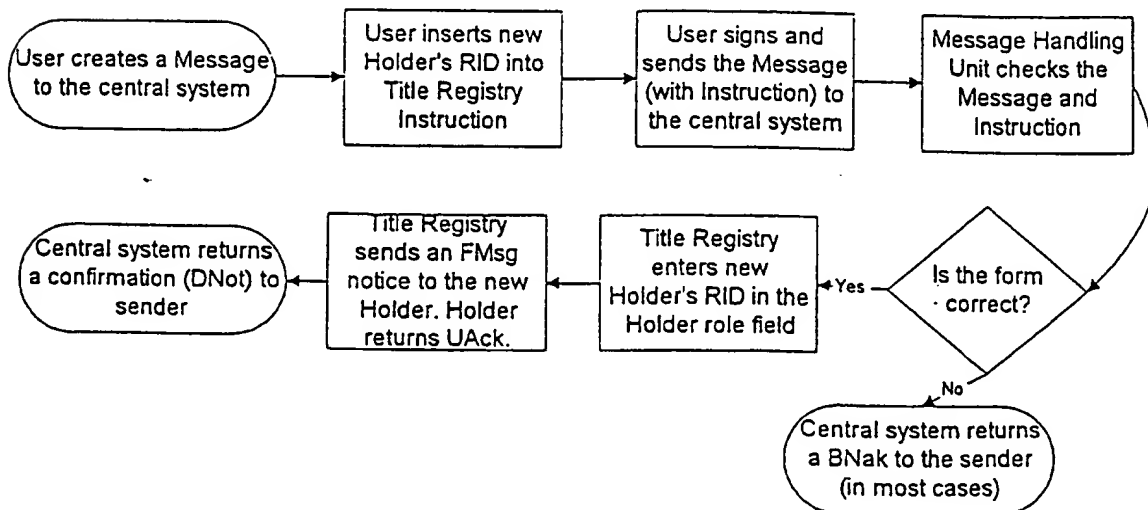 User creates a Message
to the central system
User inserts new
Holder's RID into
Title Registry
Instruction
User signs and
sends the Message
(with Instruction) to
the central system
Message Handling
Unit checks the
Message and
Instruction
Is the form
correct?
Yes
Title Registry
enters new
Holder's RID in the
Holder role field
Title Registry
sends an FMsg
notice to the new
Holder. Holder
returns UAck.
Central system returns
a confirmation (DNot) to
sender
No
Central system returns
a BNak to the sender
(in most cases)